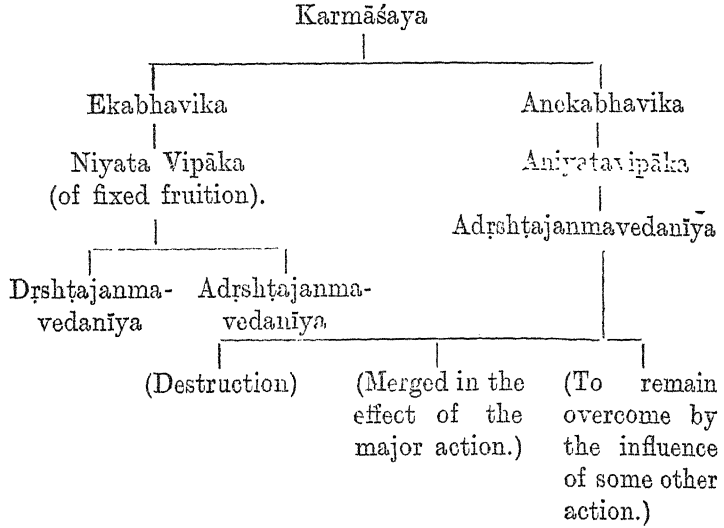 Karmāśaya
Ekabhavika Anekabhavika
Niyata Vipāka Aniyatavipāka
(of fixed fruition).
Adṛshṭajanmavedanīya
Dṛshṭajanma- Adṛshṭajanma-
vedanīya vedanīya
(Destruction) (Merged in the (To remain
effect of the overcome by
major action.) the influence
of some other
action.)